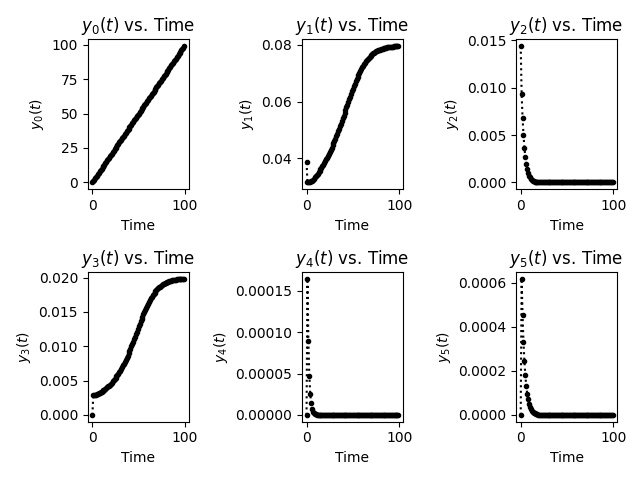 y₀(t) vs. Time
y₁(t) vs. Time
y₂(t) vs. Time
100
75
50
25
0
y₀(t)
0 100
Time
0.08
0.06
0.04
y₁(t)
0 100
Time
0.015
0.010
0.005
0.000
y₂(t)
0 100
Time
y₃(t) vs. Time
y₄(t) vs. Time
y₅(t) vs. Time
0.020
0.015
0.010
0.005
0.000
y₃(t)
0 100
Time
0.00015
0.00010
0.00005
0.00000
y₄(t)
0 100
Time
0.0006
0.0004
0.0002
0.0000
y₅(t)
0 100
Time